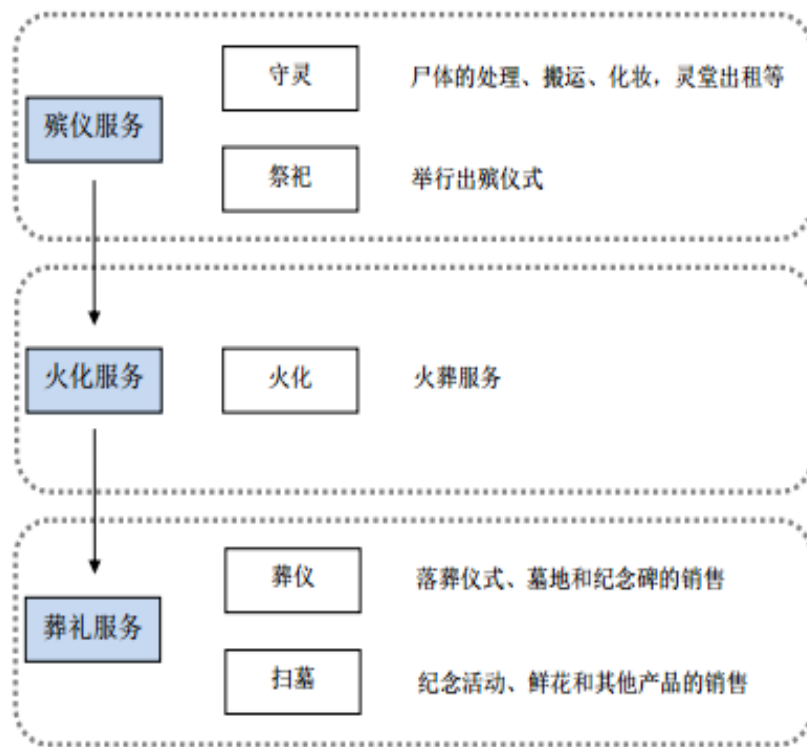 守灵
尸体的处理、搬运、化妆，灵堂出租等
殡仪服务
祭祀
举行出殡仪式
火化服务
火化
火葬服务
葬仪
落葬仪式、墓地和纪念碑的销售
葬礼服务
扫墓
纪念活动、鲜花和其他产品的销售